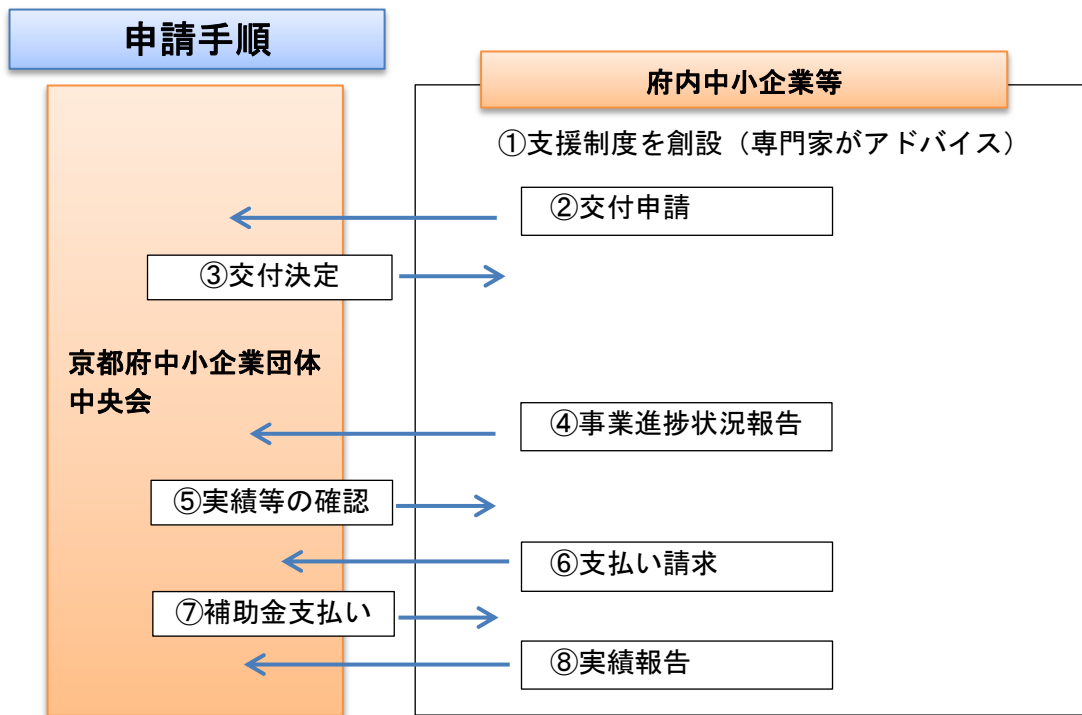 申請手順
府内中小企業等
①支援制度を創設（専門家がアドバイス）
②交付申請
③交付決定
京都府中小企業団体
中央会
④事業進捗状況報告
⑤実績等の確認
⑥支払い請求
⑦補助金支払い
⑧実績報告